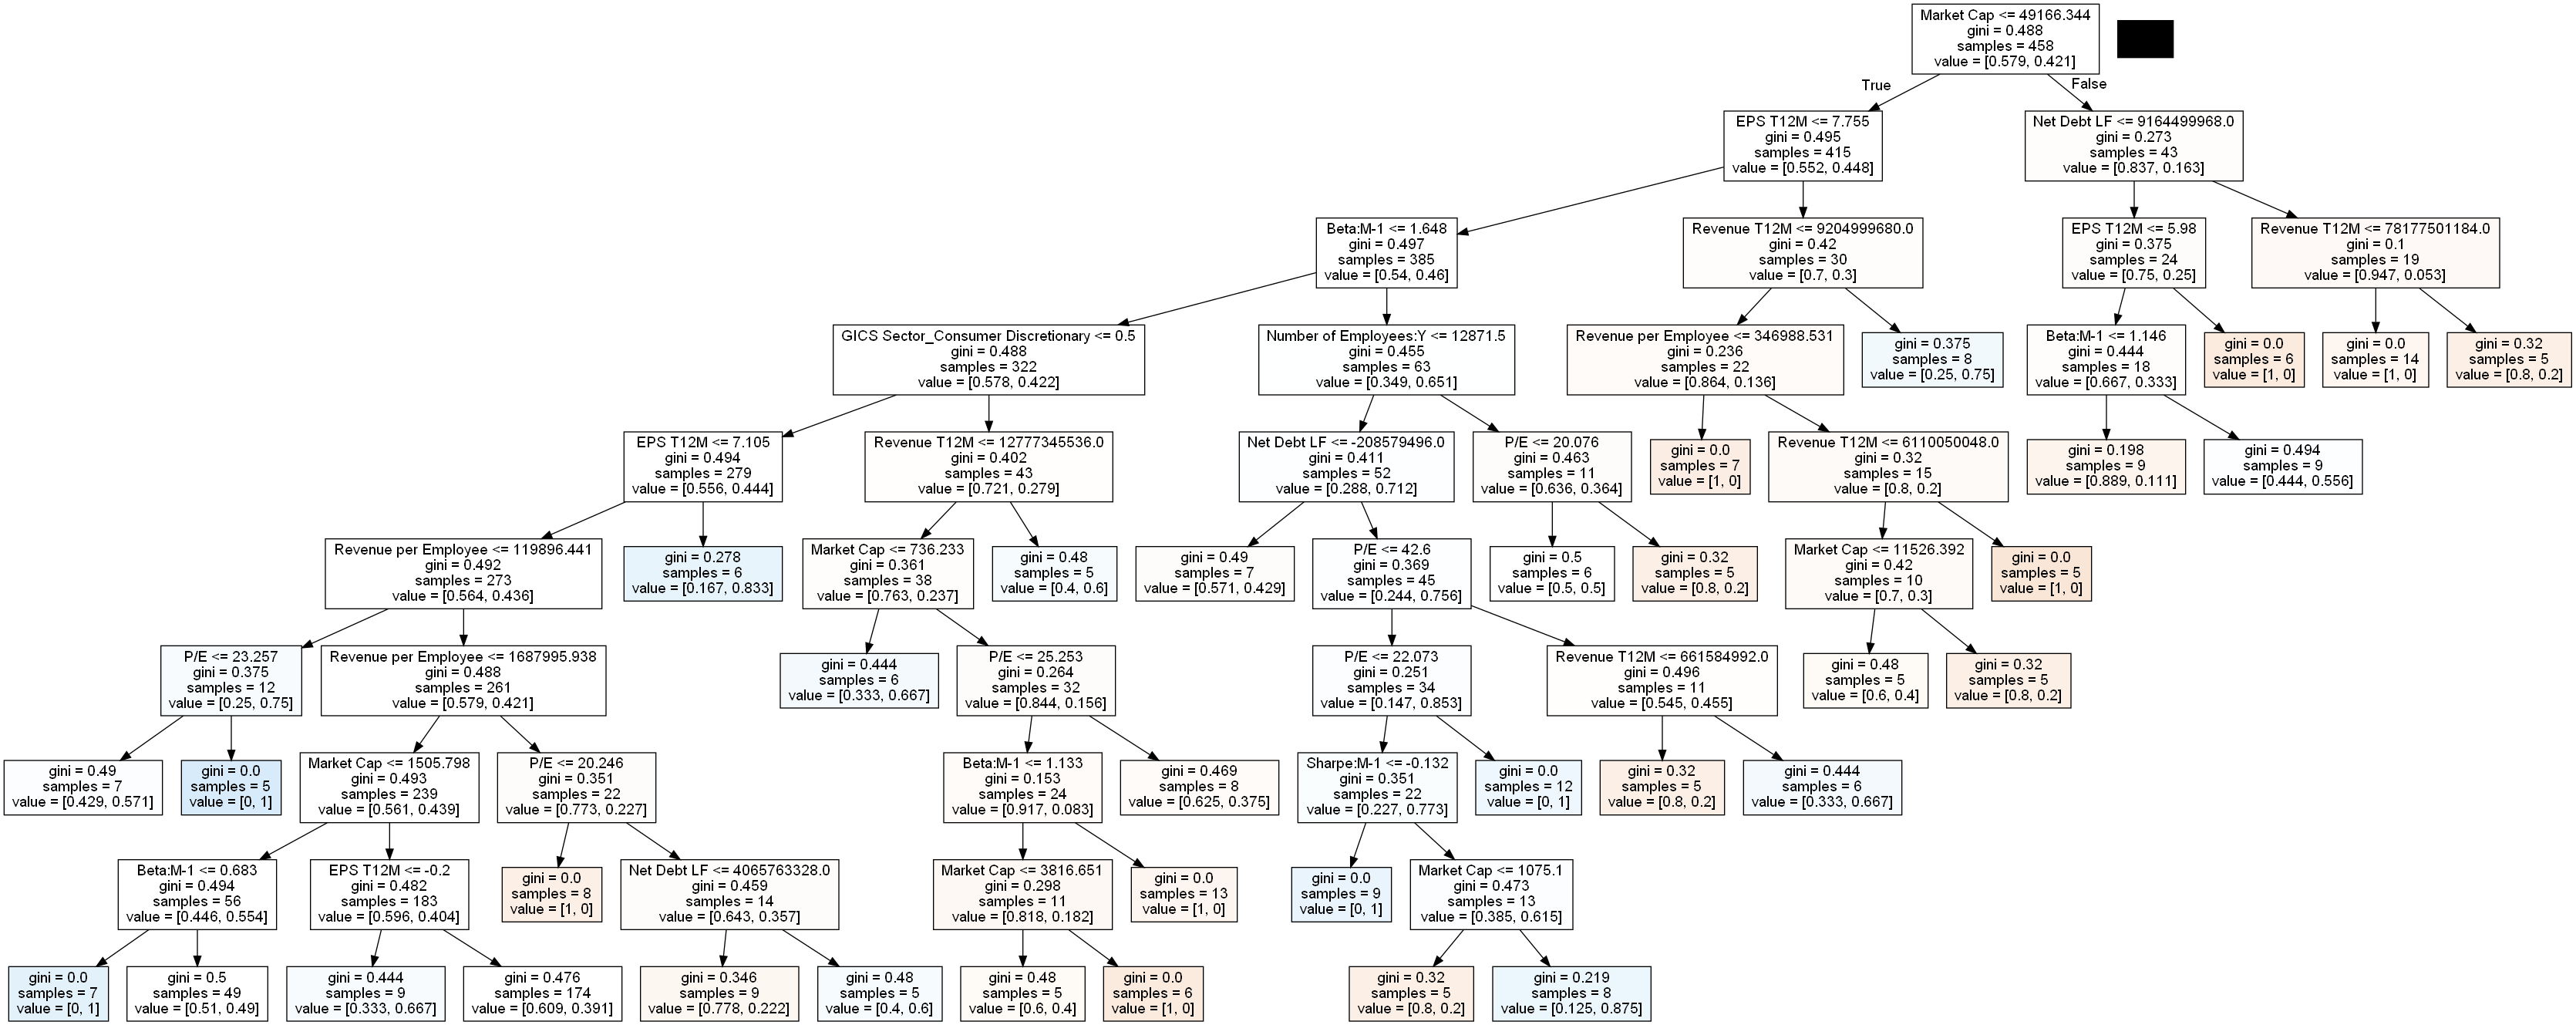 Market Cap <= 49166.344
gini = 0.488
samples = 458
value = [0.579, 0.421]
True
False
EPS T12M <= 7.755
gini = 0.495
samples = 415
value = [0.552, 0.448]
Net Debt LF <= 9164499968.0
gini = 0.273
samples = 43
value = [0.837, 0.163]
Beta:M-1 <= 1.648
gini = 0.497
samples = 385
value = [0.54, 0.46]
Revenue T12M <= 9204999680.0
gini = 0.42
samples = 30
value = [0.7, 0.3]
EPS T12M <= 5.98
gini = 0.375
samples = 24
value = [0.75, 0.25]
Revenue T12M <= 78177501184.0
gini = 0.1
samples = 19
value = [0.947, 0.053]
GICS Sector_Consumer Discretionary <= 0.5
gini = 0.488
samples = 322
value = [0.578, 0.422]
Number of Employees:Y <= 12871.5
gini = 0.455
samples = 63
value = [0.349, 0.651]
Revenue per Employee <= 346988.531
gini = 0.236
samples = 22
value = [0.864, 0.136]
gini = 0.375
samples = 8
value = [0.25, 0.75]
Beta:M-1 <= 1.146
gini = 0.444
samples = 18
value = [0.667, 0.333]
gini = 0.0
samples = 6
value = [1, 0]
gini = 0.0
samples = 14
value = [1, 0]
gini = 0.32
samples = 5
value = [0.8, 0.2]
EPS T12M <= 7.105
gini = 0.494
samples = 279
value = [0.556, 0.444]
Revenue T12M <= 12777345536.0
gini = 0.402
samples = 43
value = [0.721, 0.279]
Net Debt LF <= -208579496.0
gini = 0.411
samples = 52
value = [0.288, 0.712]
P/E <= 20.076
gini = 0.463
samples = 11
value = [0.636, 0.364]
gini = 0.0
samples = 7
value = [1, 0]
Revenue T12M <= 6110050048.0
gini = 0.32
samples = 15
value = [0.8, 0.2]
gini = 0.198
samples = 9
value = [0.889, 0.111]
gini = 0.494
samples = 9
value = [0.444, 0.556]
Revenue per Employee <= 119896.441
gini = 0.492
samples = 273
value = [0.564, 0.436]
gini = 0.278
samples = 6
value = [0.167, 0.833]
Market Cap <= 736.233
gini = 0.361
samples = 38
value = [0.763, 0.237]
gini = 0.48
samples = 5
value = [0.4, 0.6]
gini = 0.49
samples = 7
value = [0.571, 0.429]
P/E <= 42.6
gini = 0.369
samples = 45
value = [0.244, 0.756]
gini = 0.5
samples = 6
value = [0.5, 0.5]
gini = 0.32
samples = 5
value = [0.8, 0.2]
Market Cap <= 11526.392
gini = 0.42
samples = 10
value = [0.7, 0.3]
gini = 0.0
samples = 5
value = [1, 0]
P/E <= 23.257
gini = 0.375
samples = 12
value = [0.25, 0.75]
Revenue per Employee <= 1687995.938
gini = 0.488
samples = 261
value = [0.579, 0.421]
gini = 0.444
samples = 6
value = [0.333, 0.667]
P/E <= 25.253
gini = 0.264
samples = 32
value = [0.844, 0.156]
P/E <= 22.073
gini = 0.251
samples = 34
value = [0.147, 0.853]
Revenue T12M <= 661584992.0
gini = 0.496
samples = 11
value = [0.545, 0.455]
gini = 0.48
samples = 5
value = [0.6, 0.4]
gini = 0.32
samples = 5
value = [0.8, 0.2]
gini = 0.49
samples = 7
value = [0.429, 0.571]
gini = 0.0
samples = 5
value = [0, 1]
Market Cap <= 1505.798
gini = 0.493
samples = 239
value = [0.561, 0.439]
P/E <= 20.246
gini = 0.351
samples = 22
value = [0.773, 0.227]
Beta:M-1 <= 1.133
gini = 0.153
samples = 24
value = [0.917, 0.083]
gini = 0.469
samples = 8
value = [0.625, 0.375]
Sharpe:M-1 <= -0.132
gini = 0.351
samples = 22
value = [0.227, 0.773]
gini = 0.0
samples = 12
value = [0, 1]
gini = 0.32
samples = 5
value = [0.8, 0.2]
gini = 0.444
samples = 6
value = [0.333, 0.667]
Beta:M-1 <= 0.683
gini = 0.494
samples = 56
value = [0.446, 0.554]
EPS T12M <= -0.2
gini = 0.482
samples = 183
value = [0.596, 0.404]
gini = 0.0
samples = 8
value = [1, 0]
Net Debt LF <= 4065763328.0
gini = 0.459
samples = 14
value = [0.643, 0.357]
Market Cap <= 3816.651
gini = 0.298
samples = 11
value = [0.818, 0.182]
gini = 0.0
samples = 13
value = [1, 0]
gini = 0.0
samples = 9
value = [0, 1]
Market Cap <= 1075.1
gini = 0.473
samples = 13
value = [0.385, 0.615]
gini = 0.0
samples = 7
value = [0, 1]
gini = 0.5
samples = 49
value = [0.51, 0.49]
gini = 0.444
samples = 9
value = [0.333, 0.667]
gini = 0.476
samples = 174
value = [0.609, 0.391]
gini = 0.346
samples = 9
value = [0.778, 0.222]
gini = 0.48
samples = 5
value = [0.4, 0.6]
gini = 0.48
samples = 5
value = [0.6, 0.4]
gini = 0.0
samples = 6
value = [1, 0]
gini = 0.32
samples = 5
value = [0.8, 0.2]
gini = 0.219
samples = 8
value = [0.125, 0.875]